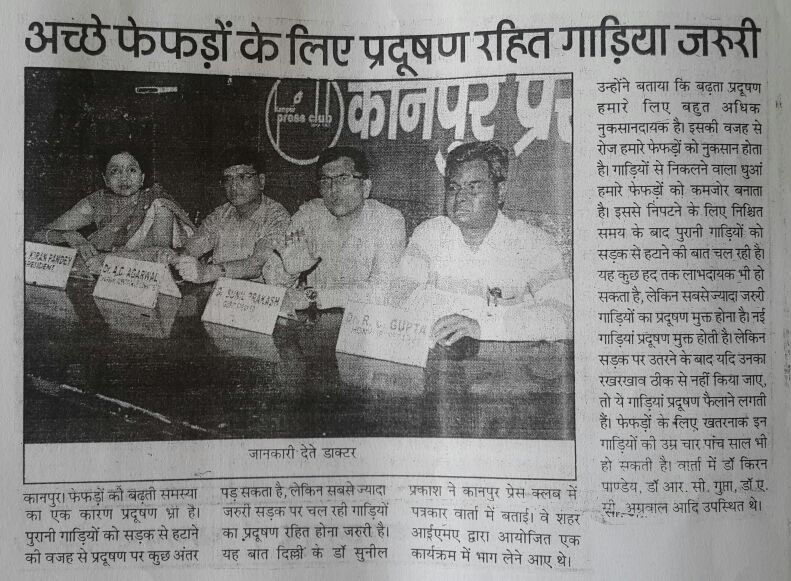 अच्छे फेफड़ों के लिए प्रदूषण रहित गाड़िया जरुरी
kanpur
press club
कानपुर प्रे
KIRAN PANDEY
ESIDENT
Dr. A.C. AGARWAL
Dr. SUNIL PRAKASH
Dr. R. C. GUPTA
जानकारी देते डाक्टर
कानपुर। फेफड़ों की बढ़ती समस्या
का एक कारण प्रदूषण भी है।
पुरानी गाड़ियों को सड़क से हटाने
की वजह से प्रदूषण पर कुछ अंतर
पड़ सकता है, लेकिन सबसे ज्यादा
जरुरी सड़क पर चल रही गाड़ियों
का प्रदूषण रहित होना जरुरी है।
यह बात दिल्ली के डॉ सुनील
प्रकाश ने कानपुर प्रेस क्लब में
पत्रकार वार्ता में बताई। वे शहर
आईएमए द्वारा आयोजित एक
कार्यक्रम में भाग लेने आए थे।
उन्होंने बताया कि बढ़ता प्रदूषण
हमारे लिए बहुत अधिक
नुकसानदायक है। इसकी वजह से
रोज हमारे फेफड़ों को नुकसान होता
है। गाड़ियों से निकलने वाला धुआं
हमारे फेफड़ों को कमजोर बनाता
है। इससे निपटने के लिए निश्चित
समय के बाद पुरानी गाड़ियों को
सड़क से हटाने की बात चल रही है।
यह कुछ हद तक लाभदायक भी हो
सकता है, लेकिन सबसे ज्यादा जरुरी
गाड़ियों का प्रदूषण मुक्त होना है। नई
गाड़ियां प्रदूषण मुक्त होती है। लेकिन
सड़क पर उतरने के बाद यदि उनका
रखरखाव ठीक से नहीं किया जाए,
तो ये गाड़ियां प्रदूषण फैलाने लगती
हैं। फेफड़ों के लिए खतरनाक इन
गाड़ियों की उम्र चार पांच साल भी
हो सकती है। वार्ता में डॉ किरन
पाण्डेय, डॉ आर. सी. गुप्ता, डॉ.ए.
सी. अग्रवाल आदि उपस्थित थे।